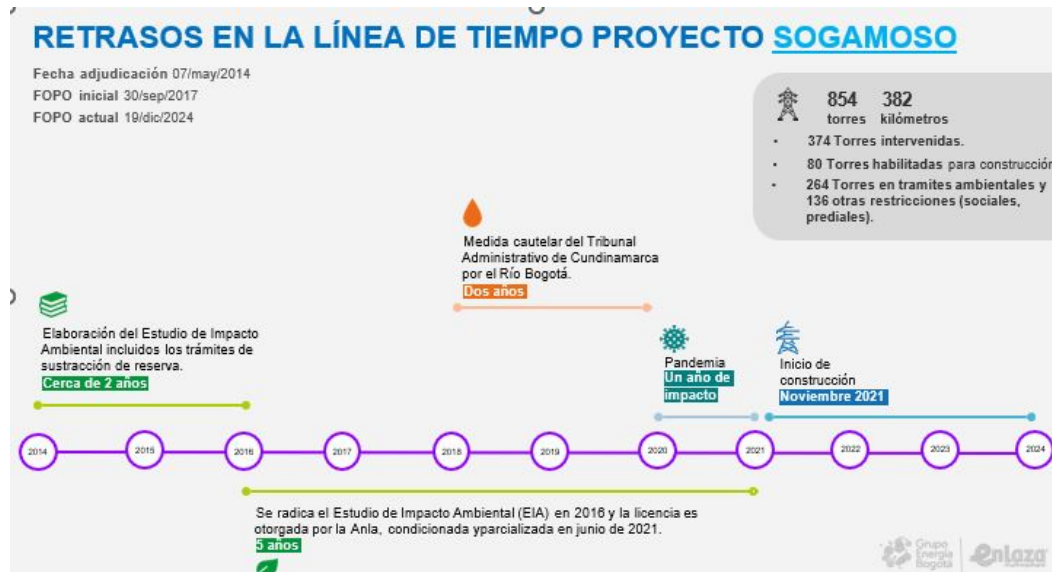 RETRASOS EN LA LÍNEA DE TIEMPO PROYECTO SOGAMOSO
Fecha adjudicación 07/may/2014
FOPO inicial 30/sep/2017
FOPO actual 19/dic/2024
854 382
torres kilómetros
• 374 Torres intervenidas.
• 80 Torres habilitadas para construcción
• 264 Torres en tramites ambientales y
136 otras restricciones (sociales,
prediales).
Medida cautelar del Tribunal
Administrativo de Cundinamarca
por el Río Bogotá.
Dos años
Elaboración del Estudio de Impacto
Ambiental incluidos los trámites de
sustracción de reserva.
Cerca de 2 años
Pandemia
Un año de
impacto
Inicio de
construcción
Noviembre 2021
2014 2015 2016 2017 2018 2019 2020 2021 2022 2023 2024
Se radica el Estudio de Impacto Ambiental (EIA) en 2016 y la licencia es
otorgada por la Anla, condicionada yparcializada en junio de 2021.
5 años
Grupo
Energía
Bogotá
enlaza